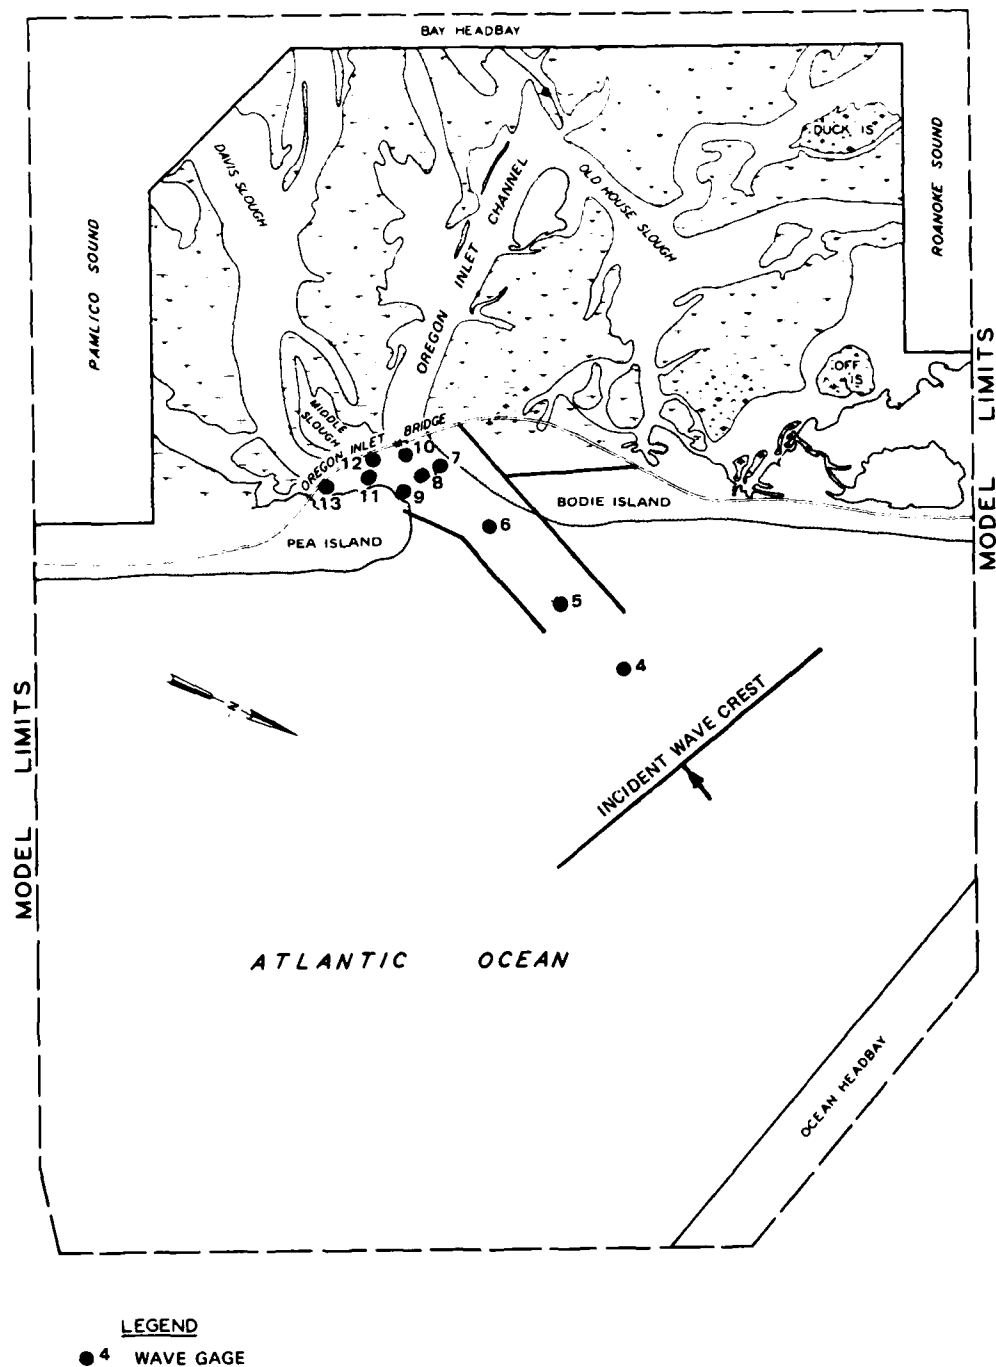 BAY HEADBAY
DUCK IS
DAVIS SLOUGH
OREGON INLET CHANNEL
OLD HOUSE SLOUGH
PAMLICO SOUND
ROANOKE SOUND
OFF IS
MODEL LIMITS
MIDDLE SLOUGH
OREGON INLET BRIDGE
12
10
7
8
13
11
9
BODIE ISLAND
6
PEA ISLAND
5
4
N
INCIDENT WAVE CREST
MODEL LIMITS
ATLANTIC OCEAN
OCEAN HEADBAY
LEGEND
4 WAVE GAGE